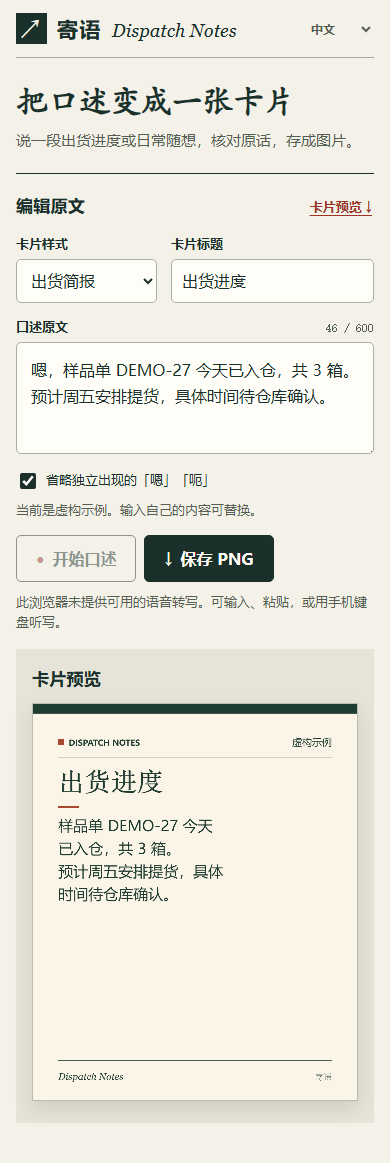 寄语 Dispatch Notes 中文
把口述变成一张卡片
说一段出货进度或日常随想，核对原话，存成图片。
编辑原文 卡片预览↓
卡片样式 卡片标题
出货简报 出货进度
口述原文 46 / 600
嗯，样品单 DEMO-27 今天已入仓，共 3 箱。
预计周五安排提货，具体时间待仓库确认。
省略独立出现的「嗯」「呃」
当前是虚构示例。输入自己的内容可替换。
开始口述 ↓ 保存 PNG
此浏览器未提供可用的语音转写。可输入、粘贴，或用手机键
盘听写。
卡片预览
DISPATCH NOTES 虚构示例
出货进度
样品单 DEMO-27 今天
已入仓，共 3 箱。
预计周五安排提货，具体
时间待仓库确认。
Dispatch Notes 寄语